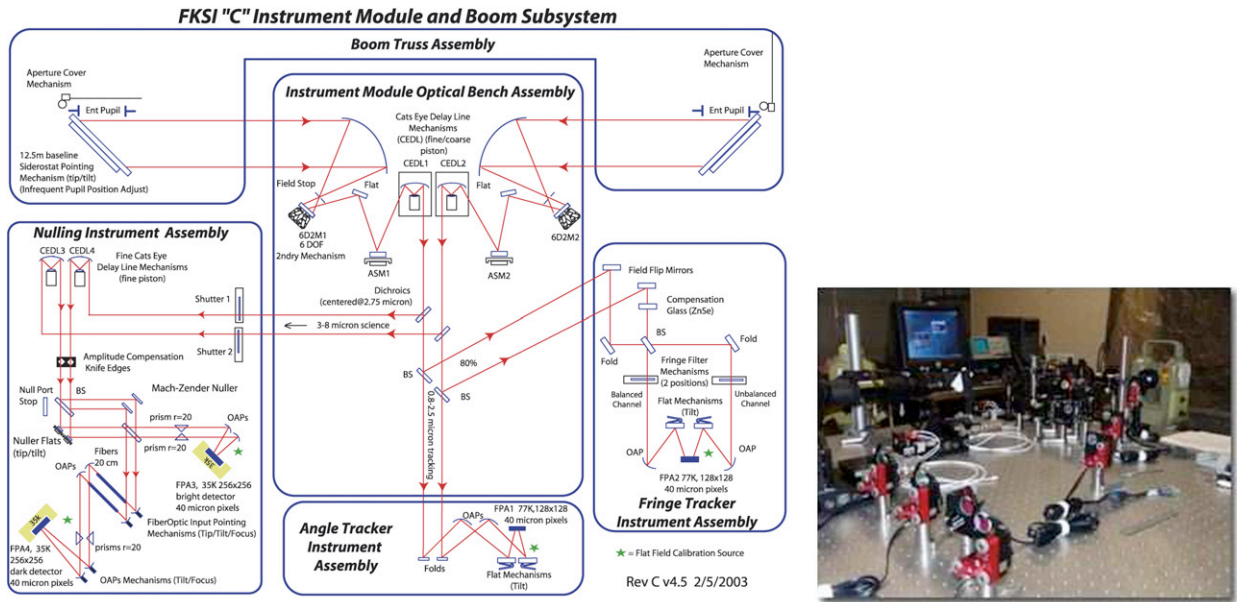 FKSI "C" Instrument Module and Boom Subsystem
Boom Truss Assembly
Aperture Cover
Mechanism
Ent Pupil
12.5m baseline
Siderostat Pointing
Mechanism (tip/tilt)
(Infrequent Pupil Position Adjust)
Instrument Module Optical Bench Assembly
Cats Eye Delay Line
Mechanisms
(CEDL) (fine/coarse
piston)
CEDL1
CEDL2
Field Stop
Flat
Flat
6D2M1
6 DOF
2ndry Mechanism
ASM1
ASM2
6D2M2
Aperture Cover
Mechanism
Ent Pupil
Nulling Instrument Assembly
CEDL3
CEDL4
Fine Cats Eye
Delay Line Mechanisms
(fine piston)
Shutter 1
Shutter 2
Dichroics
(centered@2.75 micron)
3-8 micron science
80%
BS
BS
0.8-2.5 micron tracking
Amplitude Compensation
Knife Edges
Null Port
Stop
BS
Mach-Zender Nuller
prism r=20
prism r=20
OAPs
Nuller Flats
(tip/tilt)
Fibers
20 cm
OAPs
35k
FPA3, 35K 256x256
bright detector
40 micron pixels
FiberOptic Input Pointing
Mechanisms (Tip/Tilt/Focus)
35k
prisms r=20
FPA4, 35K
256x256
dark detector
40 micron pixels
OAPs Mechanisms (Tilt/Focus)
Field Flip Mirrors
Compensation
Glass (ZnSe)
BS
Fold
Fold
Fringe Filter
Mechanisms
(2 positions)
Balanced
Channel
Unbalanced
Channel
Flat Mechanisms
(Tilt)
OAP
OAP
FPA2 77K, 128x128
40 micron pixels
Fringe Tracker
Instrument Assembly
Angle Tracker
Instrument
Assembly
OAPs
FPA1 77K,128x128
40 micron pixels
Folds
Flat Mechanisms
(Tilt)
= Flat Field Calibration Source
Rev C v4.5 2/5/2003